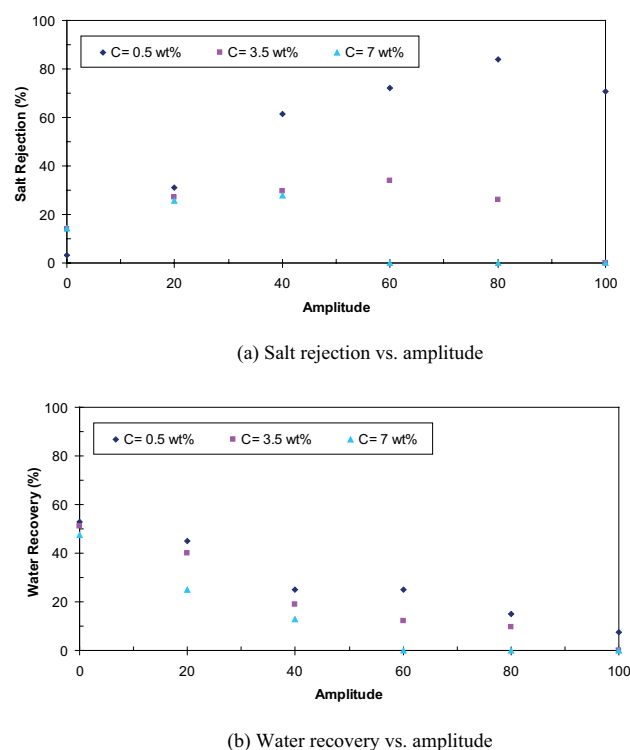 100
80
60
40
20
0
Salt Rejection (%)
C= 0.5 wt% C= 3.5 wt% C= 7 wt%
0 20 40 60 80 100
Amplitude
(a) Salt rejection vs. amplitude
100
80
60
40
20
0
Water Recovery (%)
C= 0.5 wt% C= 3.5 wt% C= 7 wt%
0 20 40 60 80 100
Amplitude
(b) Water recovery vs. amplitude